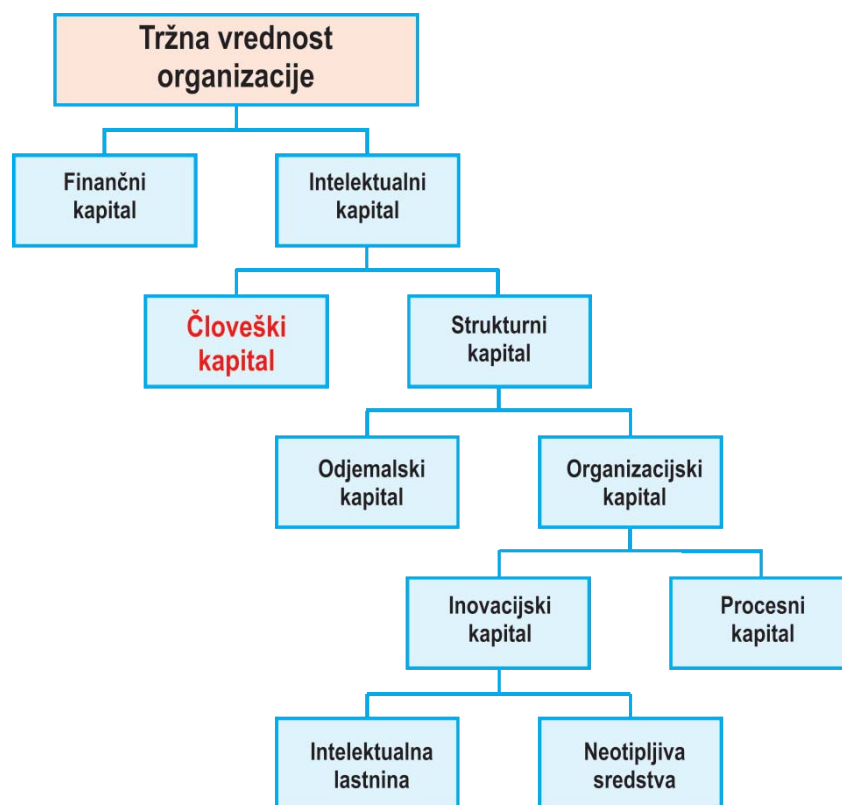 Tržna vrednost
organizacije
Finančni
kapital
Intelektualni
kapital
Človeški
kapital
Strukturni
kapital
Odjemalski
kapital
Organizacijski
kapital
Inovacijski
kapital
Procesni
kapital
Intelektualna
lastnina
Neotipljiva
sredstva